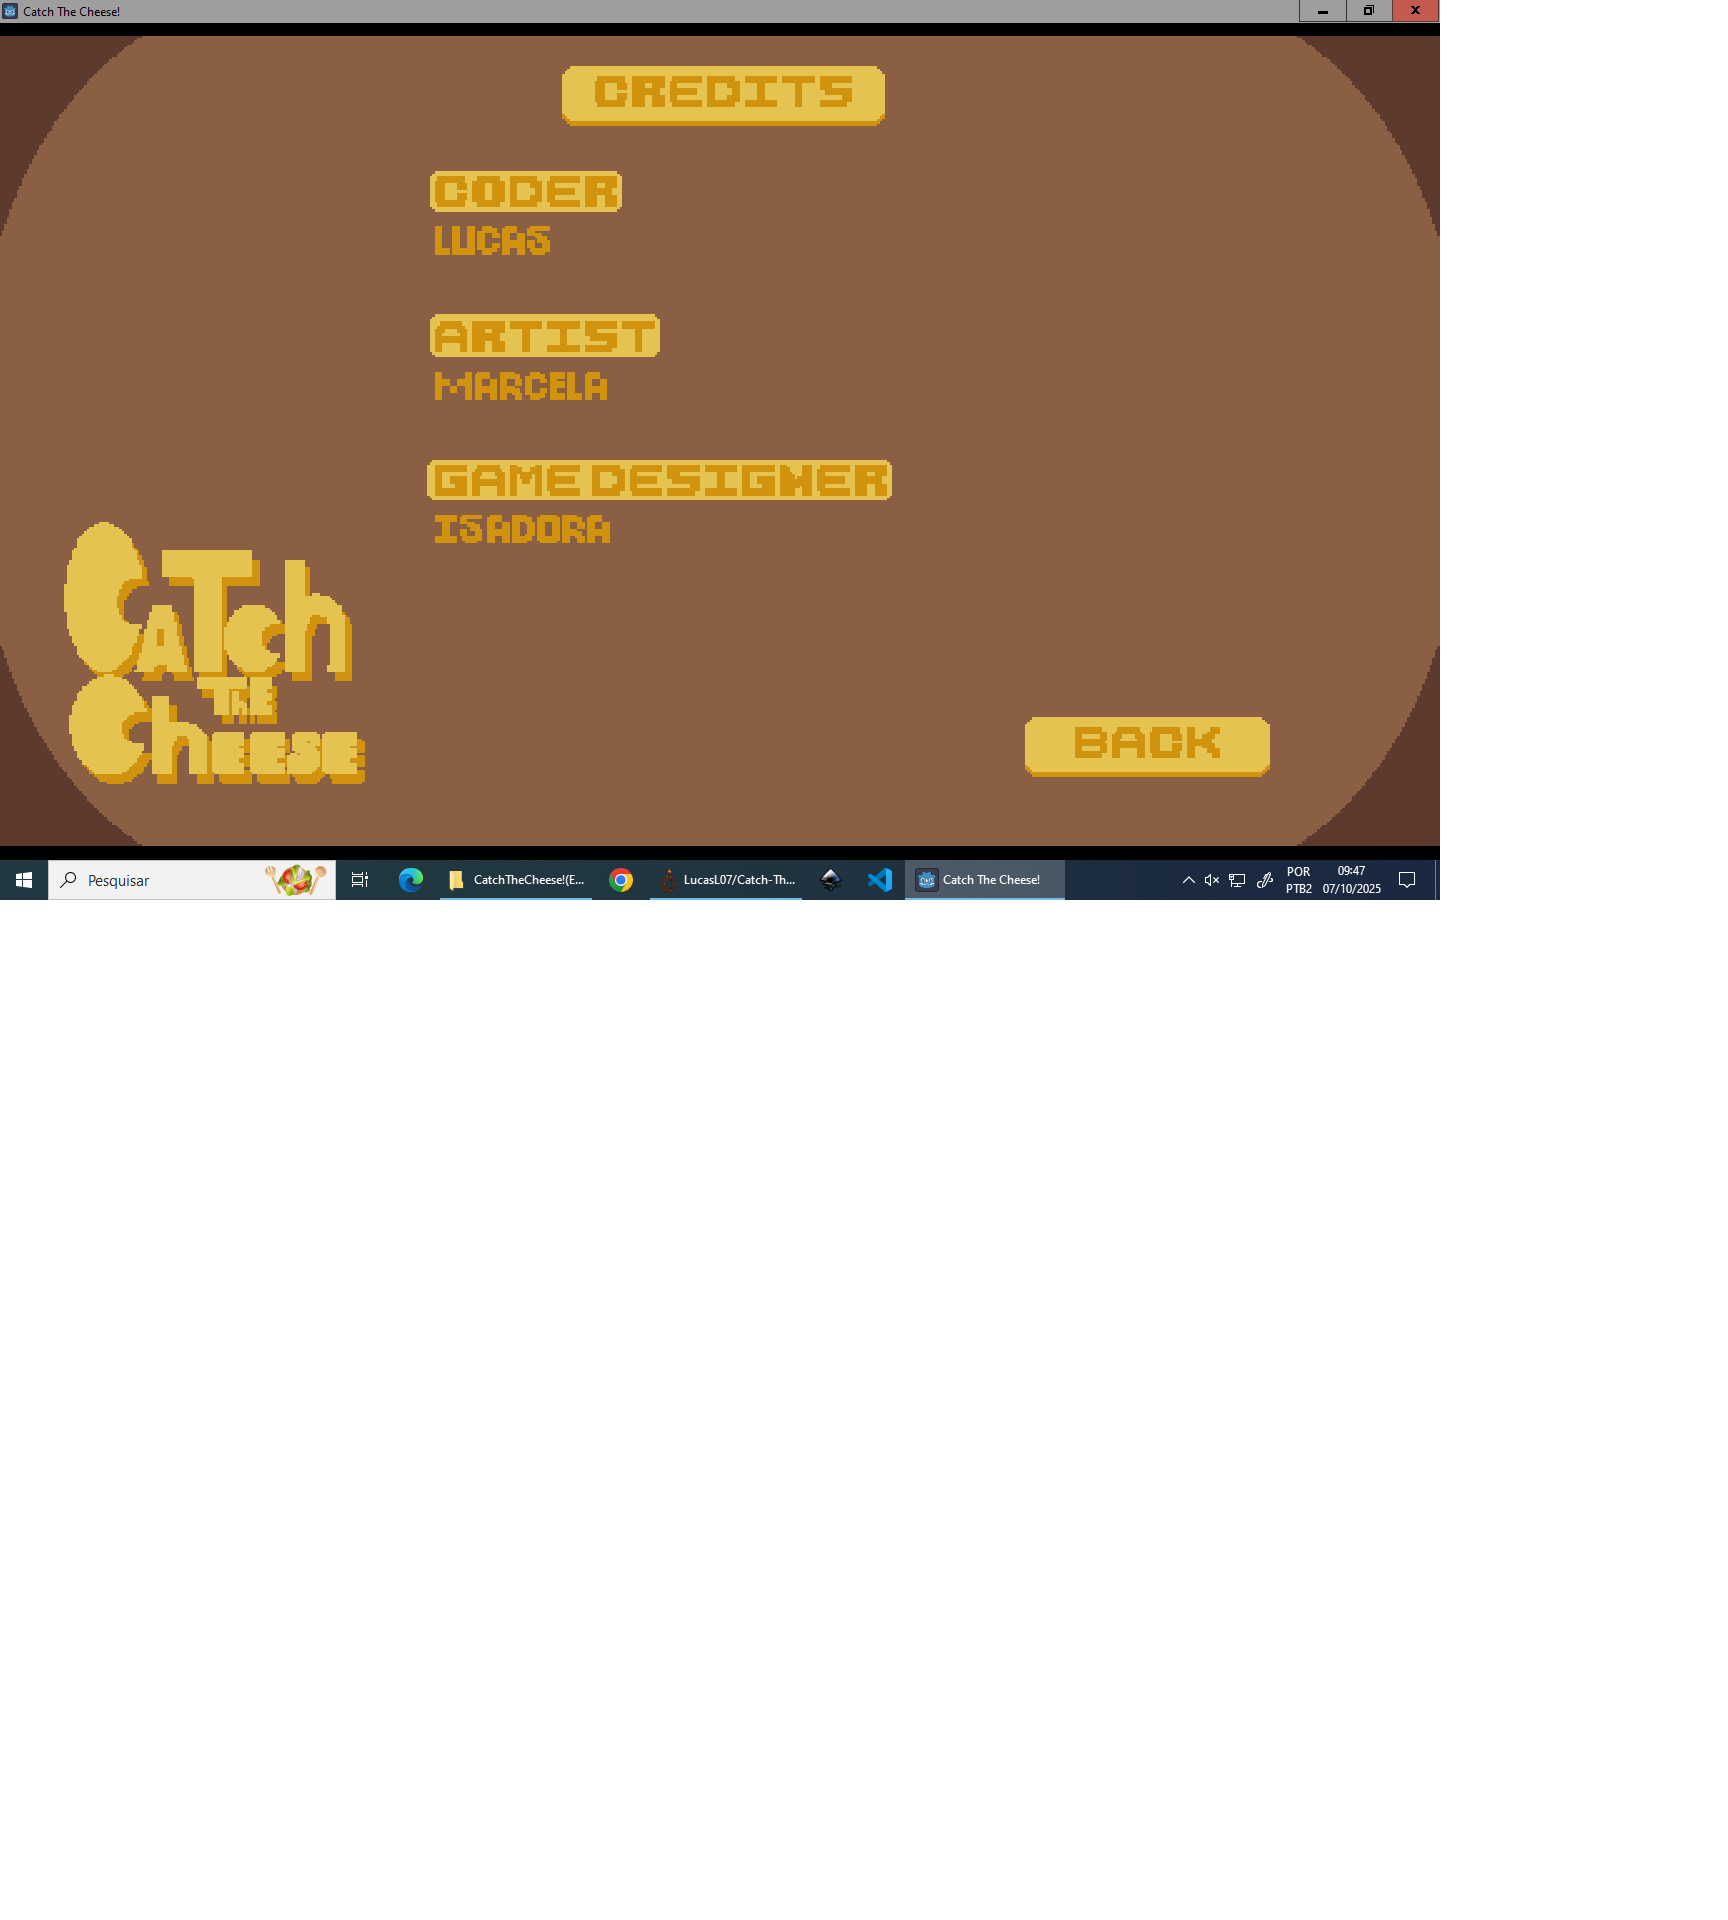 Catch The Cheese!
CREDITS
CODER
LUCAS
ARTIST
MARCELA
GAME DESIGNER
ISADORA
CATch
ThE
ChEESE
BACK
Pesquisar
CatchTheCheese!(E...
LucasL07/Catch-Th...
Catch The Cheese!
POR
PTB2
09:47
07/10/2025